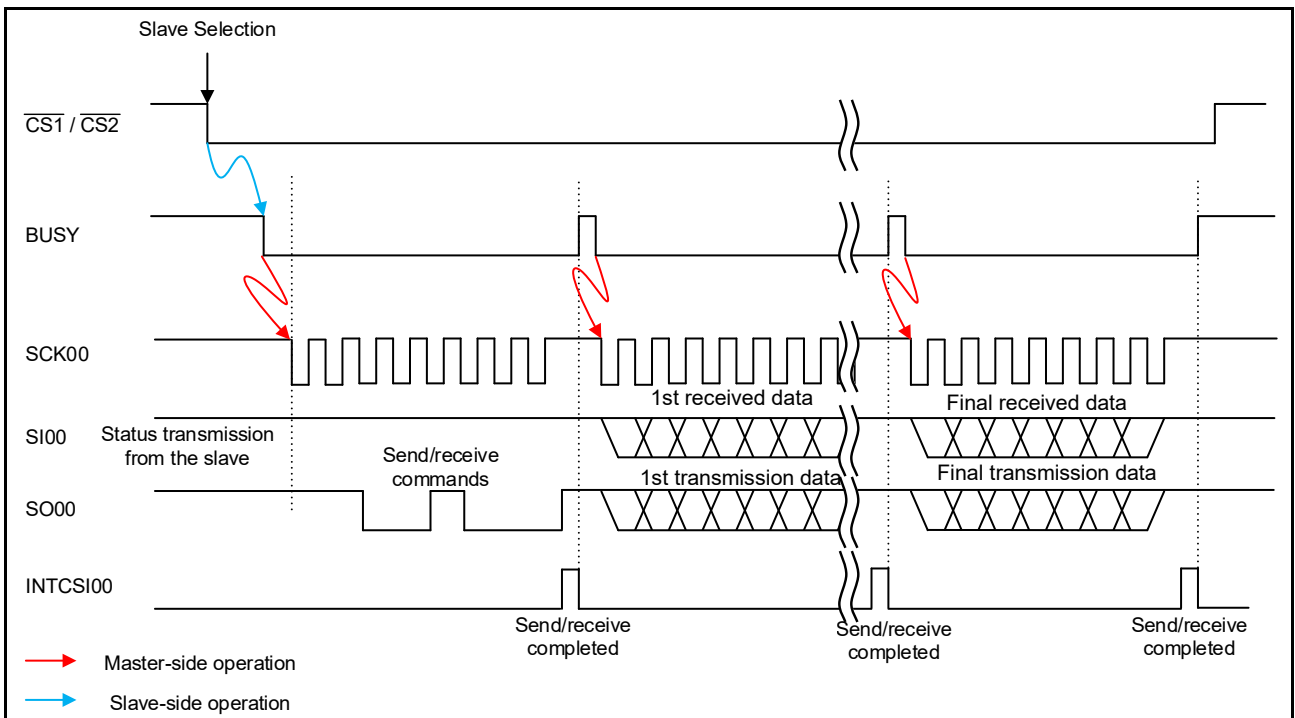 Slave Selection
CS1 / CS2
BUSY
SCK00
1st received data
Final received data
SI00
Status transmission
from the slave
Send/receive
commands
1st transmission data
Final transmission data
SO00
INTCSI00
Send/receive
completed
Send/receive
completed
Send/receive
completed
Master-side operation
Slave-side operation